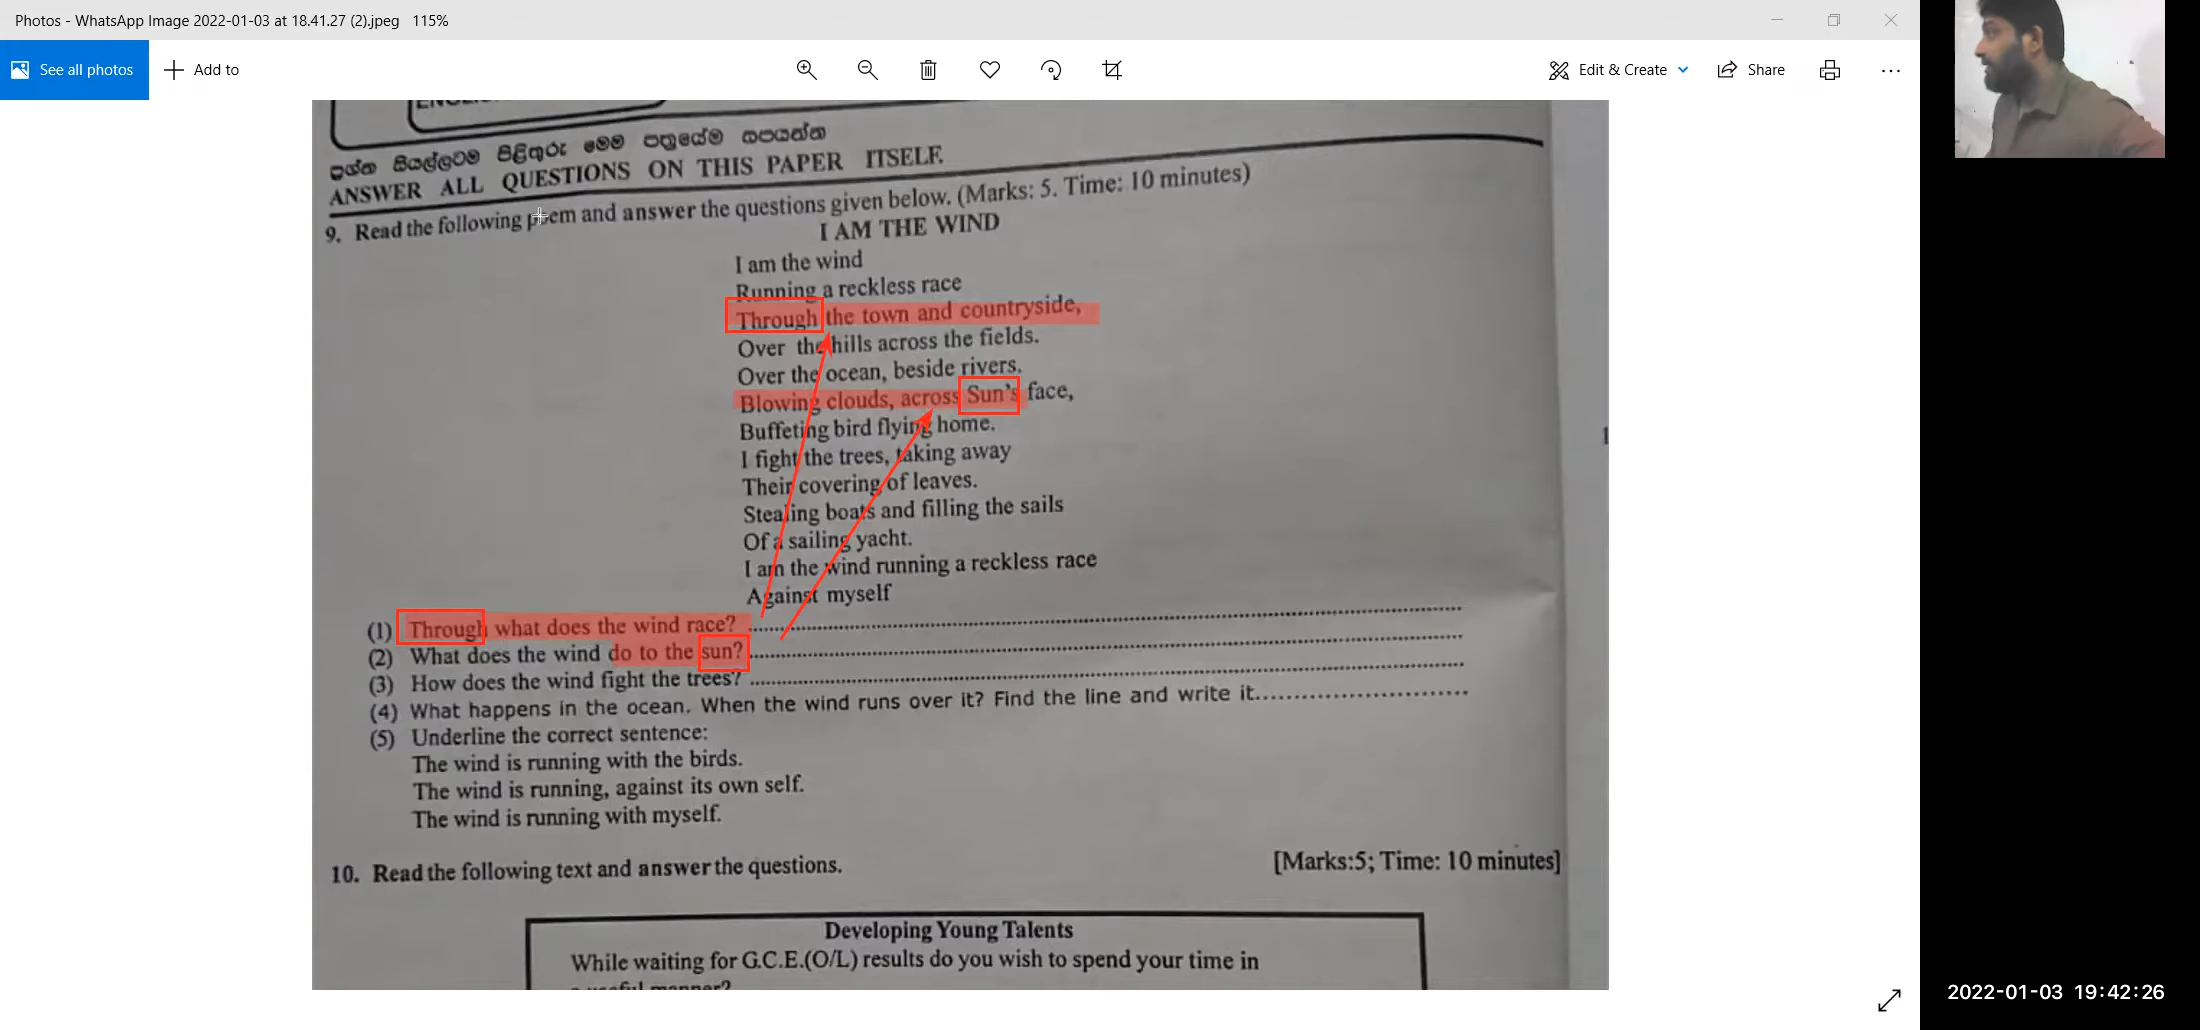 Photos - WhatsApp Image 2022-01-03 at 18.41.27 (2).jpeg 115%
See all photos
Add to
Edit & Create
Share
ප්‍රශ්න සියල්ලටම පිළිතුරු මෙම පත්‍රයේම සපයන්න
ANSWER ALL QUESTIONS ON THIS PAPER ITSELF.
9. Read the following poem and answer the questions given below. (Marks: 5. Time: 10 minutes)
I AM THE WIND
I am the wind
Running a reckless race
Through the town and countryside,
Over the hills across the fields.
Over the ocean, beside rivers.
Blowing clouds, across Sun's face,
Buffeting bird flying home.
I fight the trees, taking away
Their covering of leaves.
Stealing boats and filling the sails
Of a sailing yacht.
I am the wind running a reckless race
Against myself
(1) Through what does the wind race? ............
(2) What does the wind do to the sun? ............
(3) How does the wind fight the trees? ............
(4) What happens in the ocean. When the wind runs over it? Find the line and write it............
(5) Underline the correct sentence:
The wind is running with the birds.
The wind is running, against its own self.
The wind is running with myself.
10. Read the following text and answer the questions. [Marks:5; Time: 10 minutes]
Developing Young Talents
While waiting for G.C.E.(O/L) results do you wish to spend your time in
2022-01-03 19:42:26